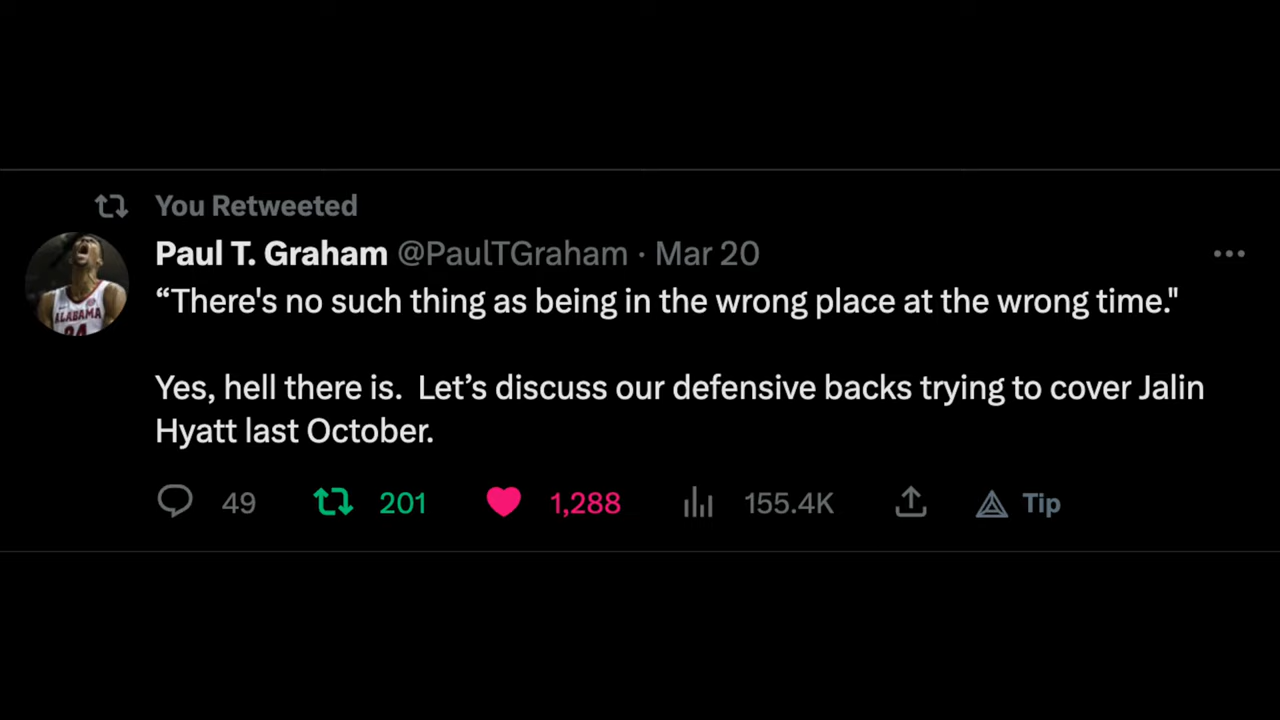 You Retweeted
Paul T. Graham @PaulTGraham · Mar 20
“There's no such thing as being in the wrong place at the wrong time."
Yes, hell there is.  Let’s discuss our defensive backs trying to cover Jalin
Hyatt last October.
49 201 1,288 155.4K Tip
ALABAMA